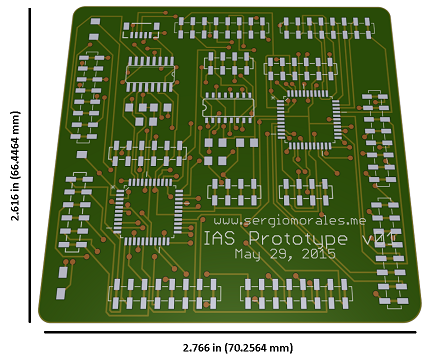 2.616 in (66.4464 mm)
www.sergiomorales.me
IAS Prototype v01
May 29, 2015
2.766 in (70.2564 mm)